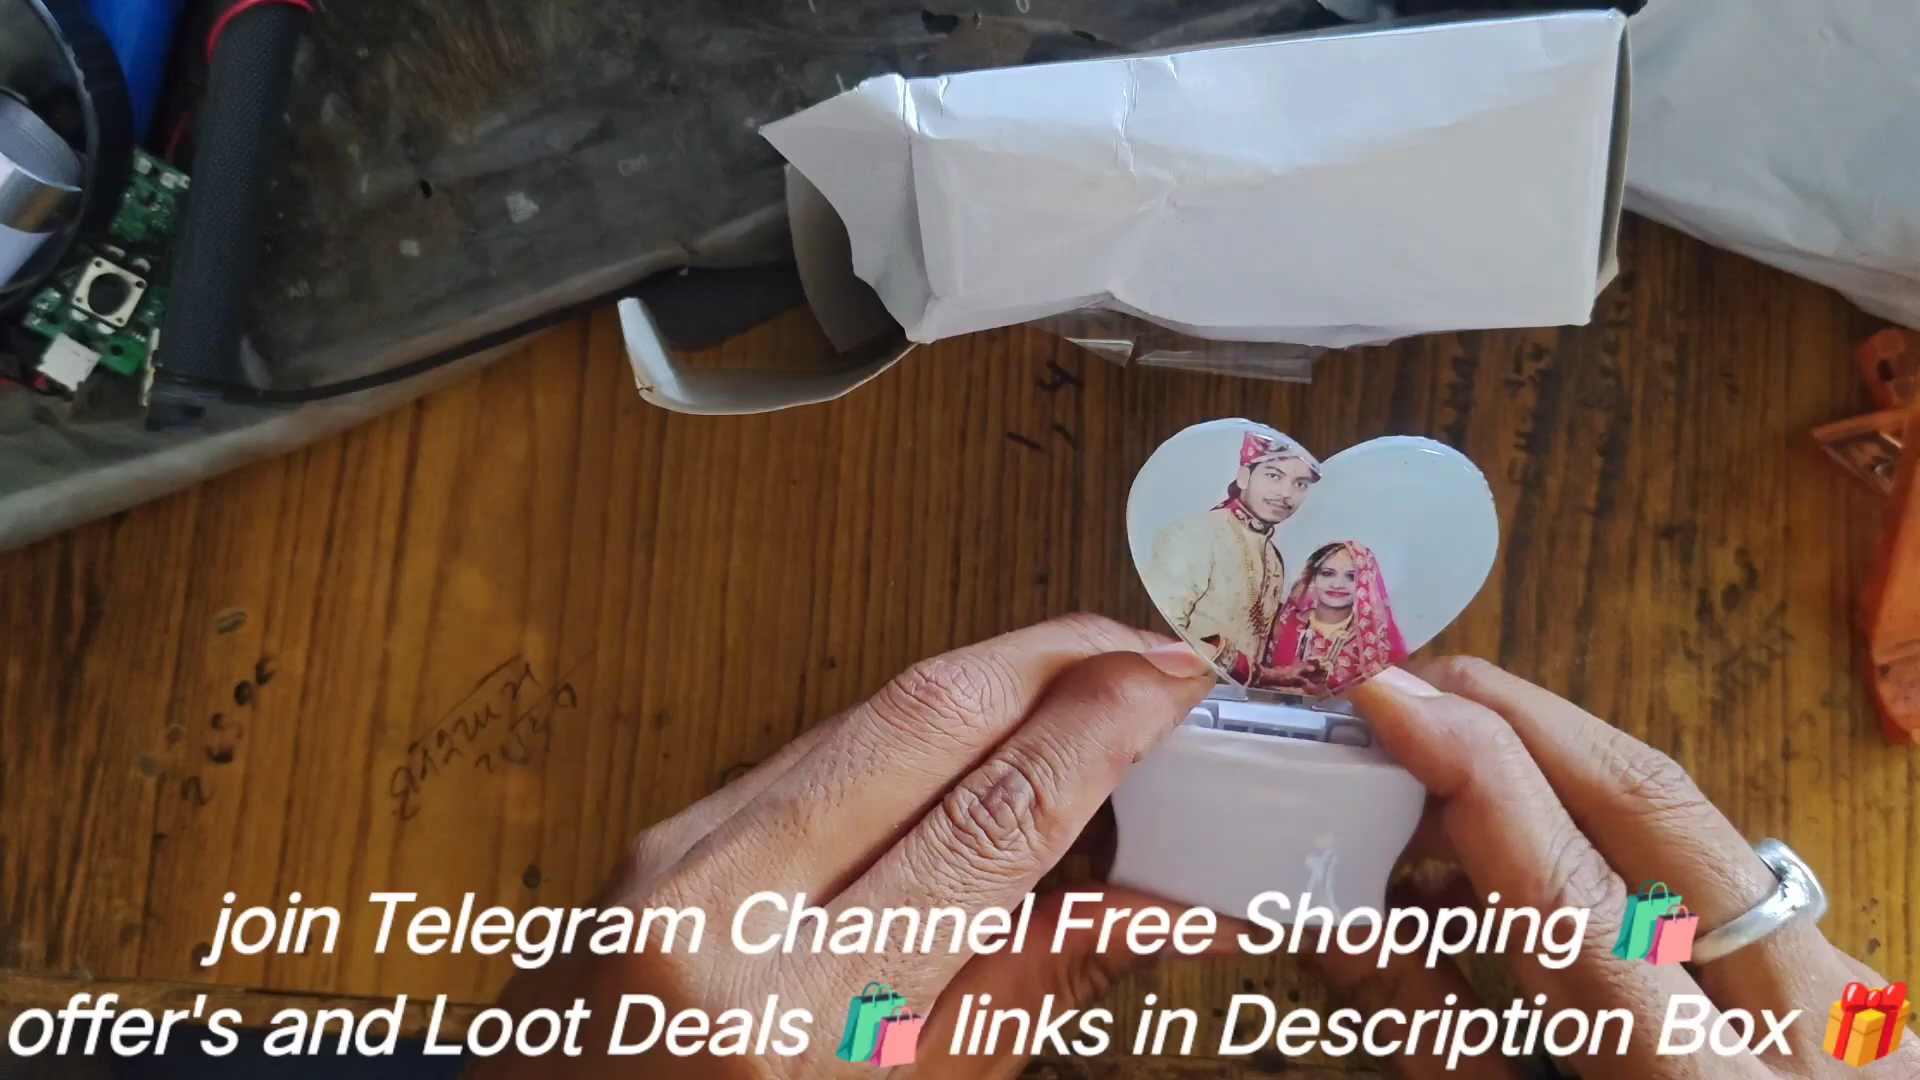 join Telegram Channel Free Shopping 🛍️
offer's and Loot Deals 🛍️ links in Description Box 🎁